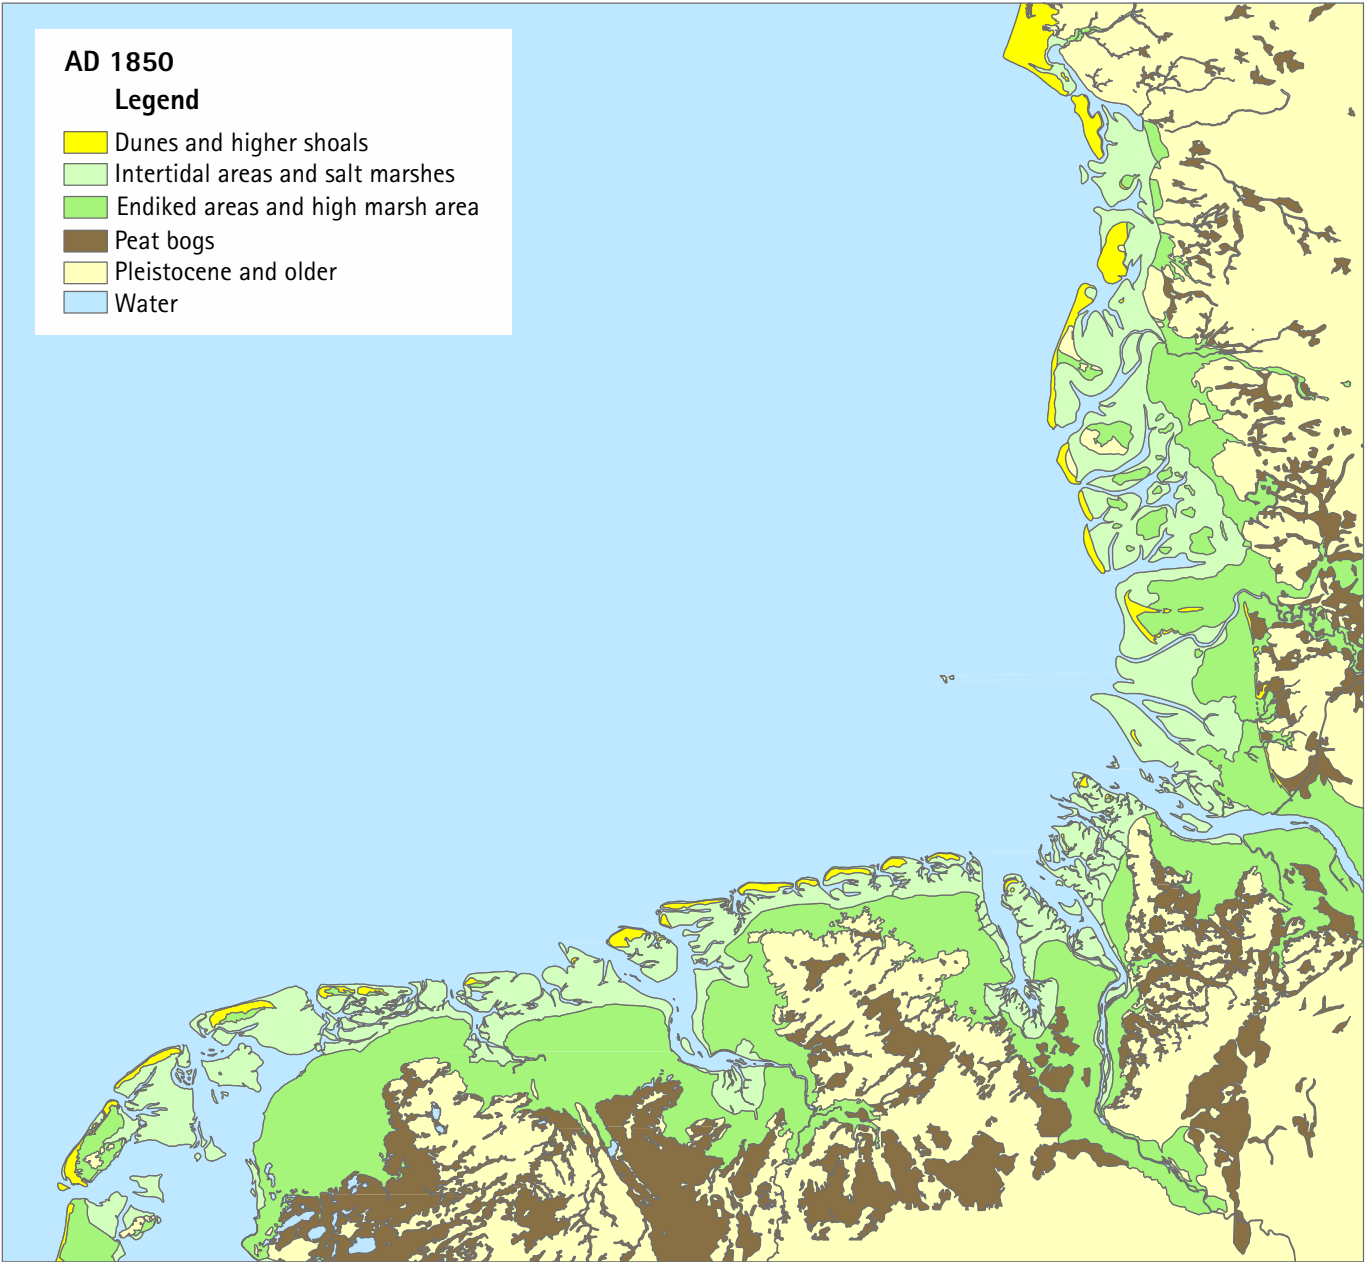 AD 1850
Legend
Dunes and higher shoals
Intertidal areas and salt marshes
Endiked areas and high marsh area
Peat bogs
Pleistocene and older
Water